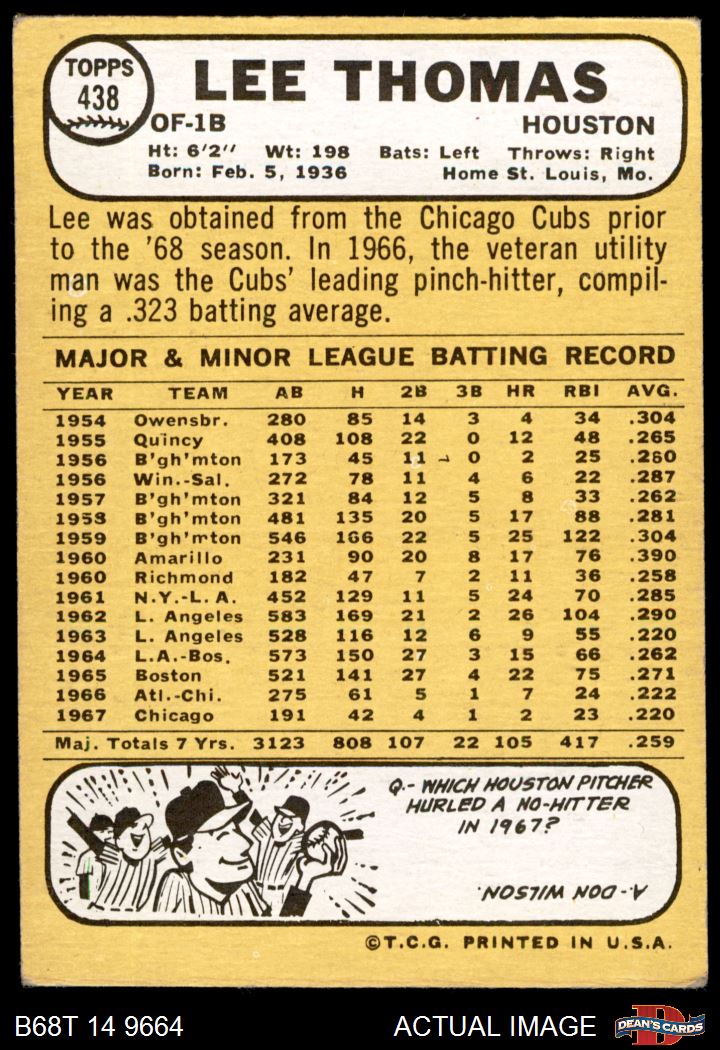 TOPPS
438
LEE THOMAS
OF-1B HOUSTON
Ht: 6'2" Wt: 198 Bats: Left Throws: Right
Born: Feb. 5, 1936 Home St. Louis, Mo.
Lee was obtained from the Chicago Cubs prior
to the '68 season. In 1966, the veteran utility
man was the Cubs' leading pinch-hitter, compil-
ing a .323 batting average.
MAJOR & MINOR LEAGUE BATTING RECORD
YEAR TEAM AB H 2B 3B HR RBI AVG.
1954 Owensbr. 280 85 14 3 4 34 .304
1955 Quincy 408 108 22 0 12 48 .265
1956 B'gh'mton 173 45 11 0 2 25 .260
1956 Win.-Sal. 272 78 11 4 6 22 .287
1957 B'gh'mton 321 84 12 5 8 33 .262
1958 B'gh'mton 481 135 20 5 17 88 .281
1959 B'gh'mton 546 166 22 5 25 122 .304
1960 Amarillo 231 90 20 8 17 76 .390
1960 Richmond 182 47 7 2 11 36 .258
1961 N.Y.-L. A. 452 129 11 5 24 70 .285
1962 L. Angeles 583 169 21 2 26 104 .290
1963 L. Angeles 528 116 12 6 9 55 .220
1964 L.A.-Bos. 573 150 27 3 15 66 .262
1965 Boston 521 141 27 4 22 75 .271
1966 Atl.-Chi. 275 61 5 1 7 24 .222
1967 Chicago 191 42 4 1 2 23 .220
Maj. Totals 7 Yrs. 3123 808 107 22 105 417 .259
Q.- WHICH HOUSTON PITCHER
HURLED A NO-HITTER
IN 1967?
A.- DON WILSON.
©T.C.G. PRINTED IN U.S.A.
B68T 14 9664 ACTUAL IMAGE D DEAN'S CARDS